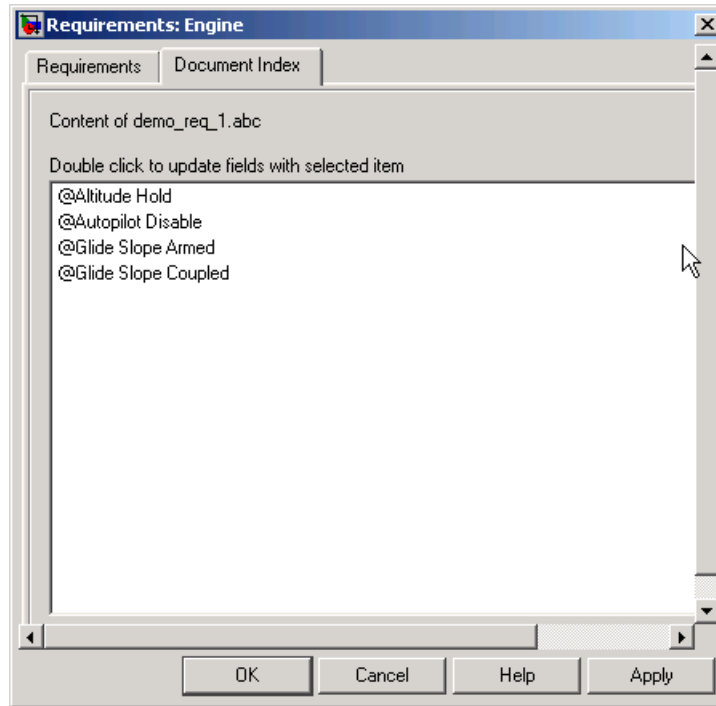 Requirements: Engine
Requirements
Document Index
Content of demo_req_1.abc
Double click to update fields with selected item
@Altitude Hold
@Autopilot Disable
@Glide Slope Armed
@Glide Slope Coupled
OK
Cancel
Help
Apply